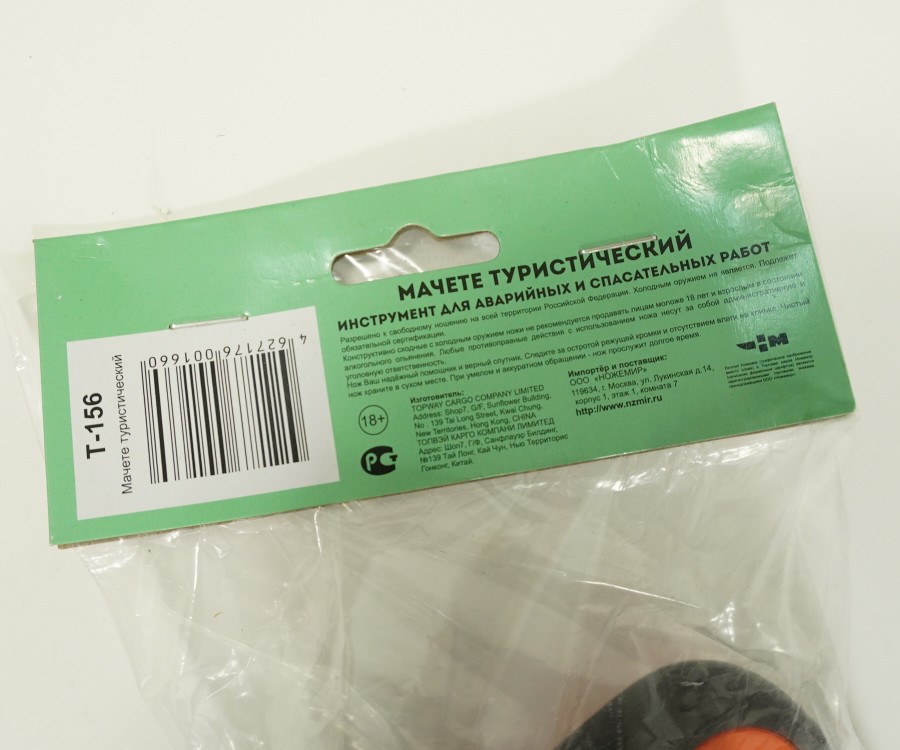 МАЧЕТЕ ТУРИСТИЧЕСКИЙ
ИНСТРУМЕНТ ДЛЯ АВАРИЙНЫХ И СПАСАТЕЛЬНЫХ РАБОТ
Разрешено к свободному ношению на всей территории Российской Федерации. Холодным оружием не является. Подлежит
обязательной сертификации.
Конструктивно сходные с холодным оружием ножи не рекомендуется продавать лицам моложе 18 лет и взрослым в состоянии
алкогольного опьянения. Любые противоправные действия с использованием ножа несут за собой административную и
уголовную ответственность.
Нож Ваш надёжный помощник и верный спутник. Следите за остротой режущей кромки и отсутствием влаги на клинке. Чистый
нож храните в сухом месте. При умелом и аккуратном обращении - нож прослужит долгое время.
18+
РС
Изготовитель:
TOPWAY CARGO COMPANY LIMITED
Address: Shop7, G/F, Sunflower Building,
No . 139 Tai Long Street, Kwai Chung,
New Territories, Hong Kong, CHINA
ТОПВЭЙ КАРГО КОМПАНИ ЛИМИТЕД
Адрес: Шоп7, Г/Ф, Санфлауэр Билдинг,
№139 Тай Лонг, Кай Чун, Нью Территорис
Гонконг, Китай.
Импортёр и поставщик:
ООО «НОЖЕМИР»
119634, г. Москва, ул. Лукинская д.14,
корпус 1, этаж 1, комната 7
http://www.nzmir.ru
Т-156
Мачете туристический
4 627176 001660